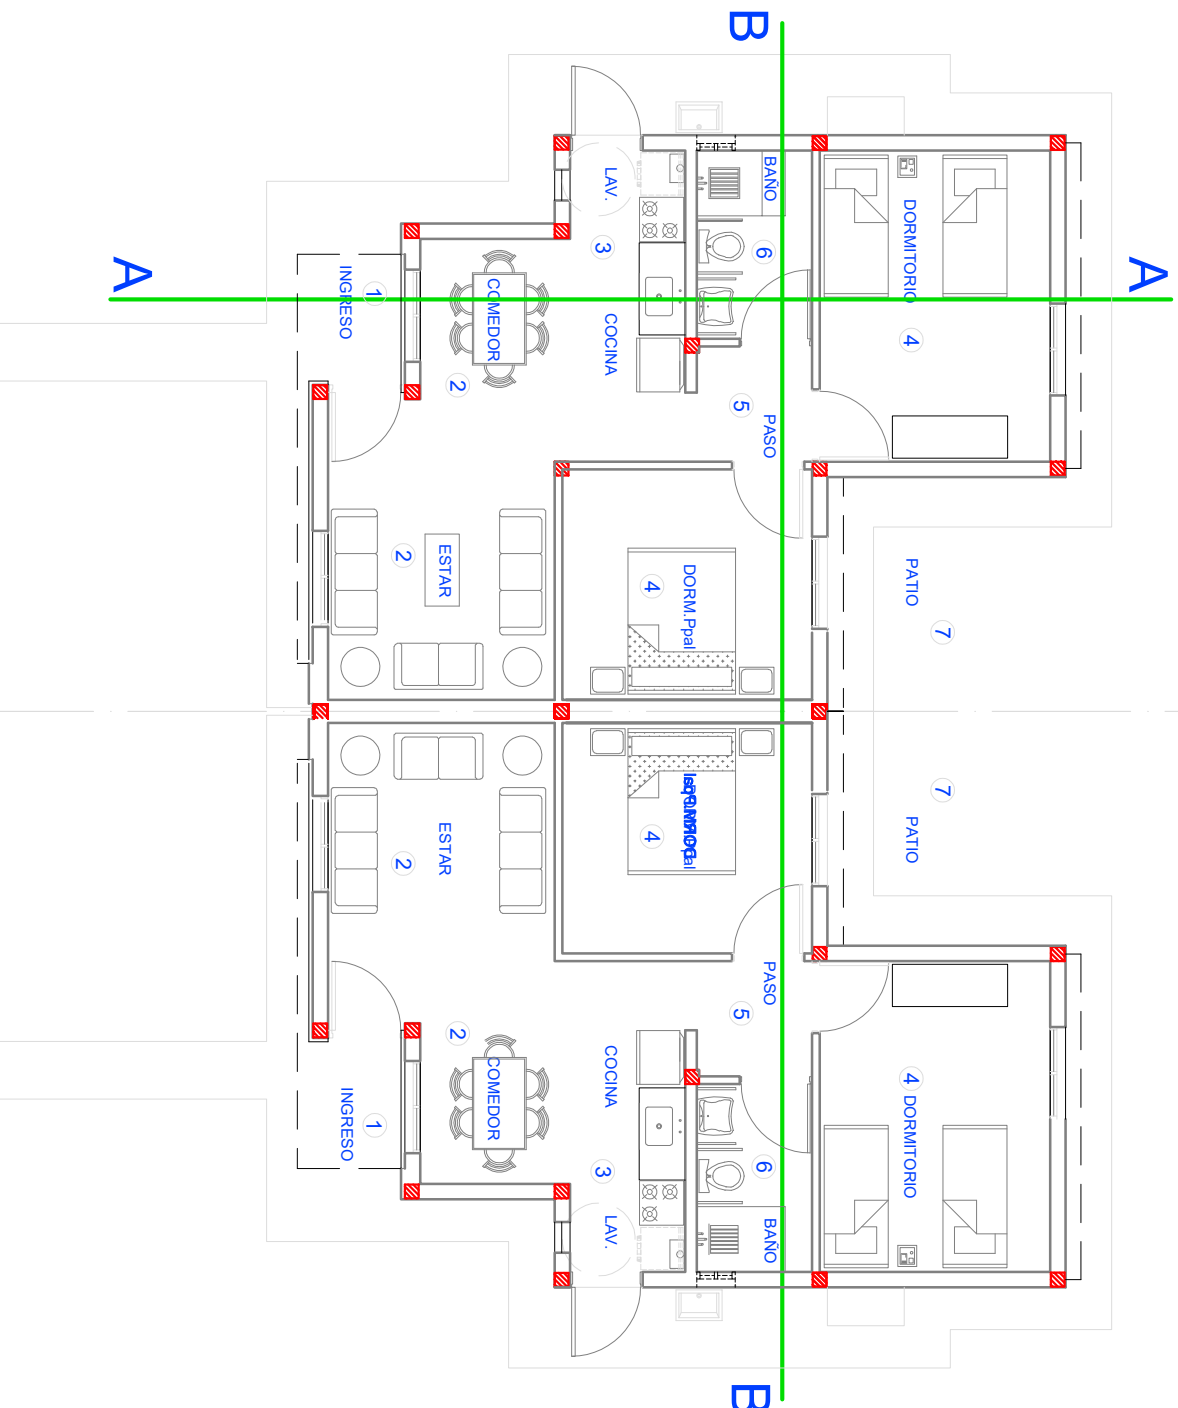 B
A
A
LAV.
BAÑO
DORMITORIO
3
6
INGRESO
1
COMEDOR
COCINA
4
2
5
PASO
2
ESTAR
4
DORM.Ppal
PATIO
7
7
PATIO
4
ESTAR
2
PASO
5
2
COMEDOR
COCINA
4
DORMITORIO
INGRESO
1
3
6
LAV.
BAÑO
B